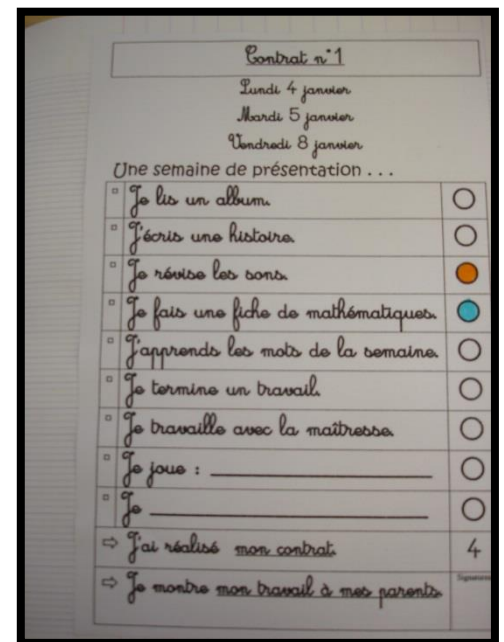 Contrat n°1
Lundi 4 janvier
Mardi 5 janvier
Vendredi 8 janvier
Une semaine de présentation . . .
Je lis un album.
J'écris une histoire.
Je révise les sons.
Je fais une fiche de mathématiques.
J'apprends les mots de la semaine.
Je termine un travail.
Je travaille avec la maîtresse.
Je joue : ____________________
Je ____________________
⇨ J'ai réalisé mon contrat. 4
Signature
⇨ Je montre mon travail à mes parents.